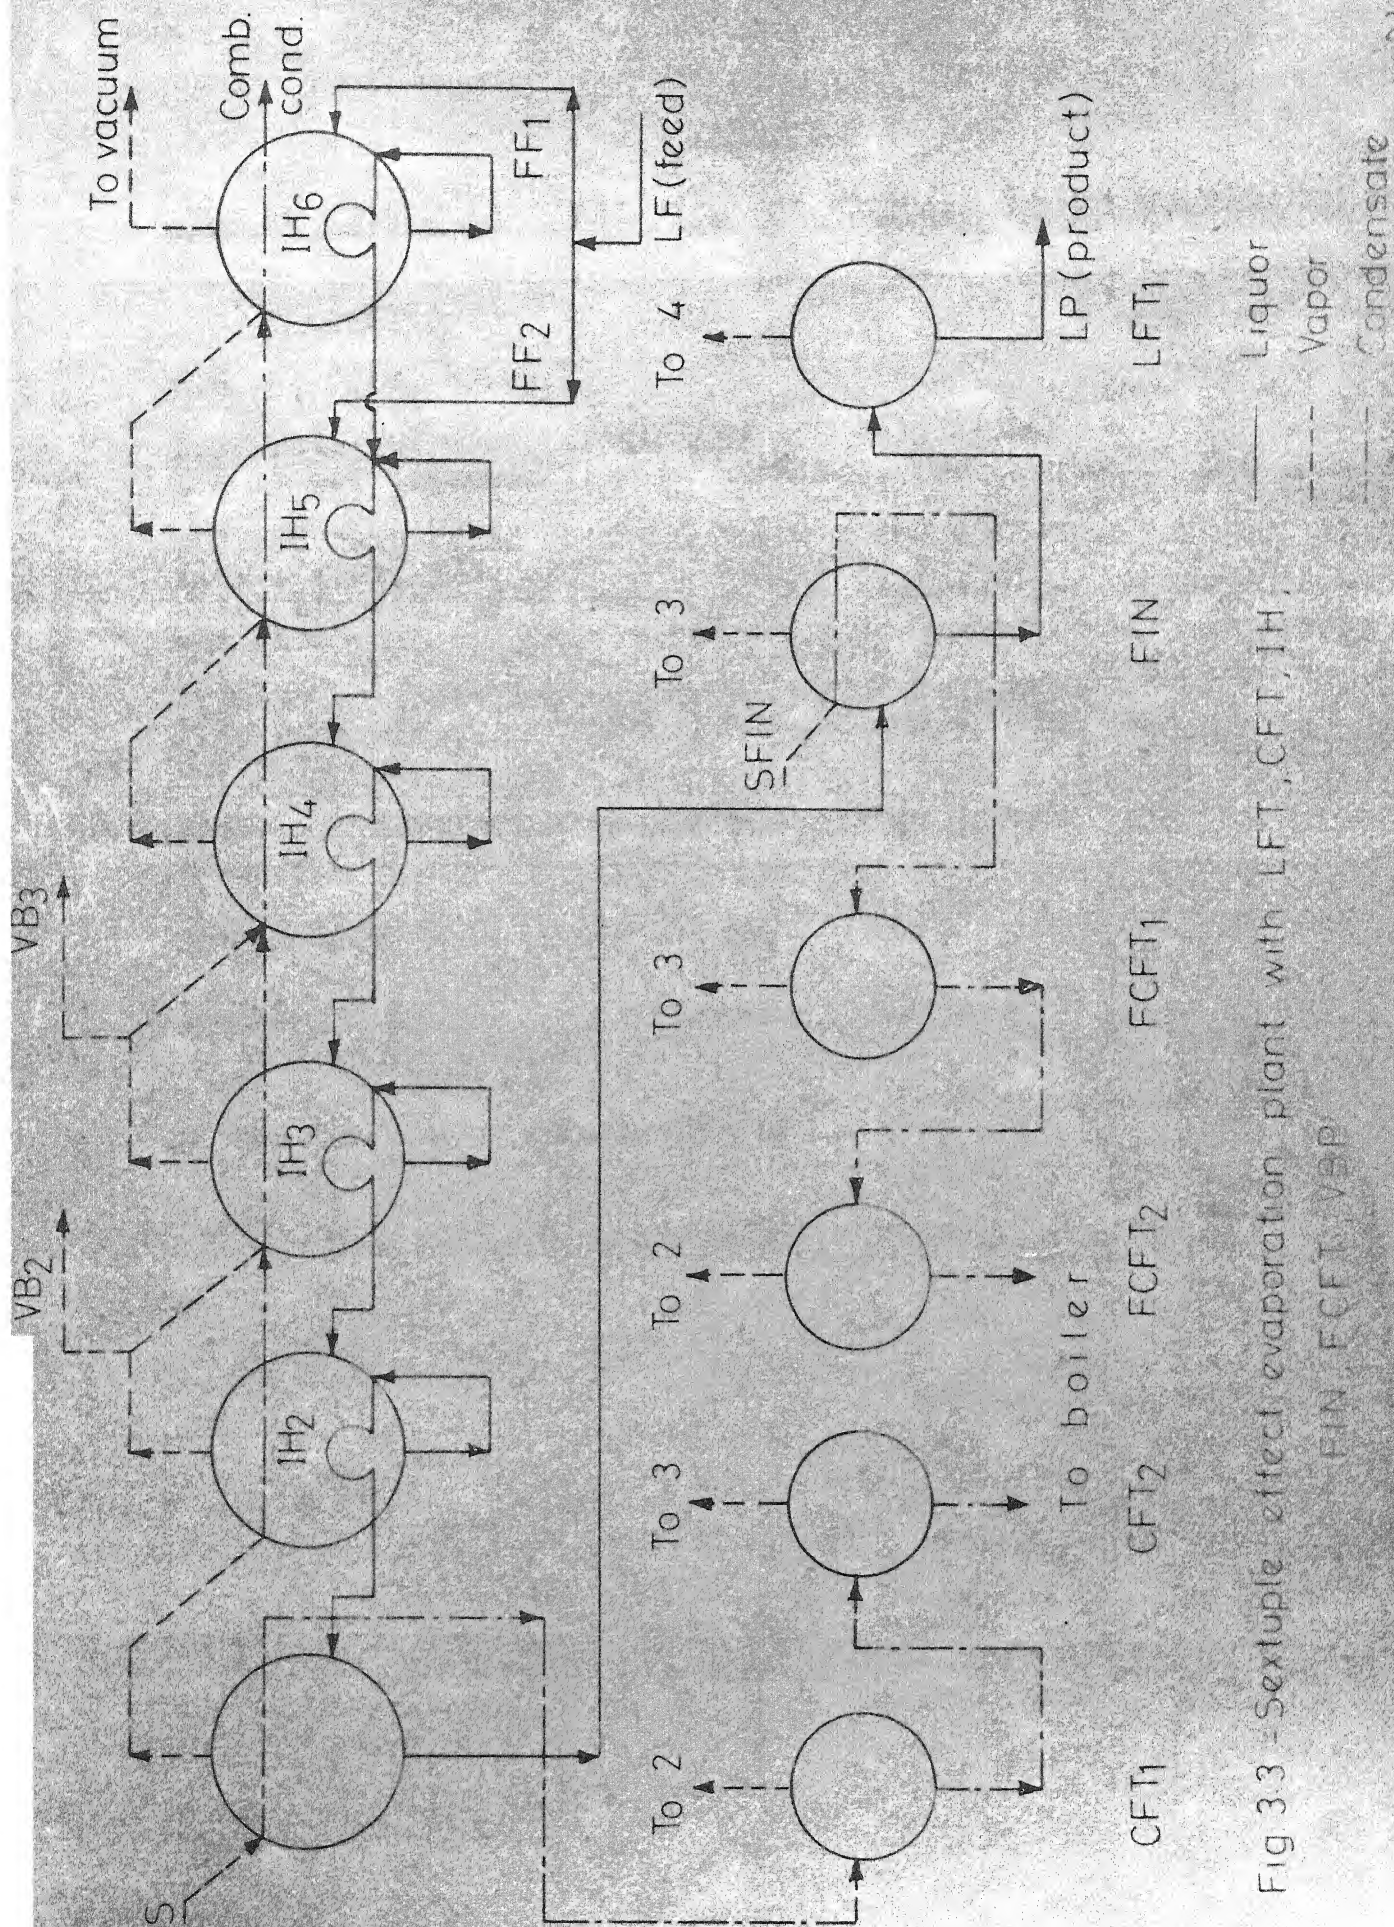 S
VB2
VB3
To vacuum
Comb.
cond.
IH2
IH3
IH4
IH5
IH6
FF2
FF1
LF (feed)
To 2
To 3
To 2
To 3
SFIN
To 3
To 4
LP (product)
To boiler
CFT1
CFT2
FCFT2
FCFT1
FIN
LFT1
Liquor
Vapor
Condensate
Fig 3.3 - Sextuple effect evaporation plant with LFT, CFT, IH,
FIN, FCFT, VBP